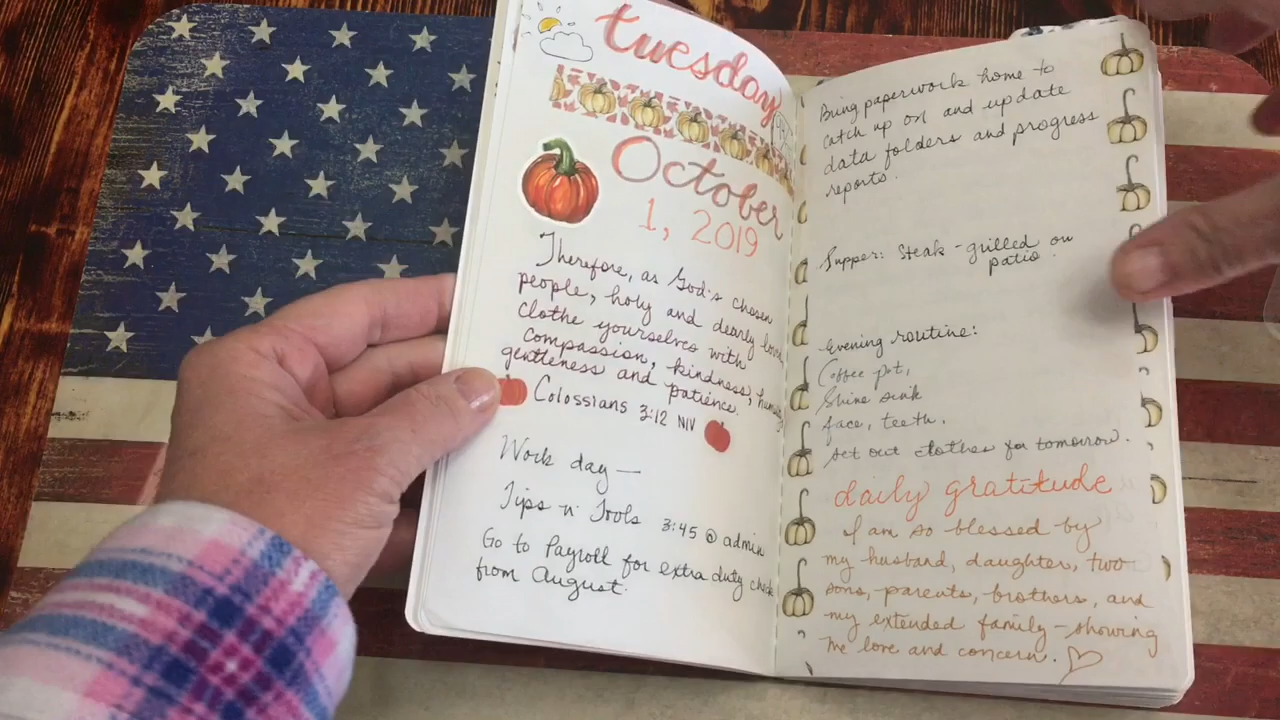 tuesday
October
1, 2019
Therefore, as God's chosen
people, holy and dearly
clothe yourselves with
compassion, kindness,
gentleness and patience.
Colossians 3:12 NIV
Work day—
Tips n' Tools 3:45 @ admin
Go to Payroll for extra duty check
from August.
Bring paperwork home to
catch up on and update
data folders and progress
reports.
Supper: Steak - grilled on
patio.
Evening routine:
Coffee pot,
Shine sink
face, teeth.
set out clothes for tomorrow.
daily gratitude
I am so blessed by
my husband, daughter, two
sons, parents, brothers, and
my extended family - showing
me love and concern.